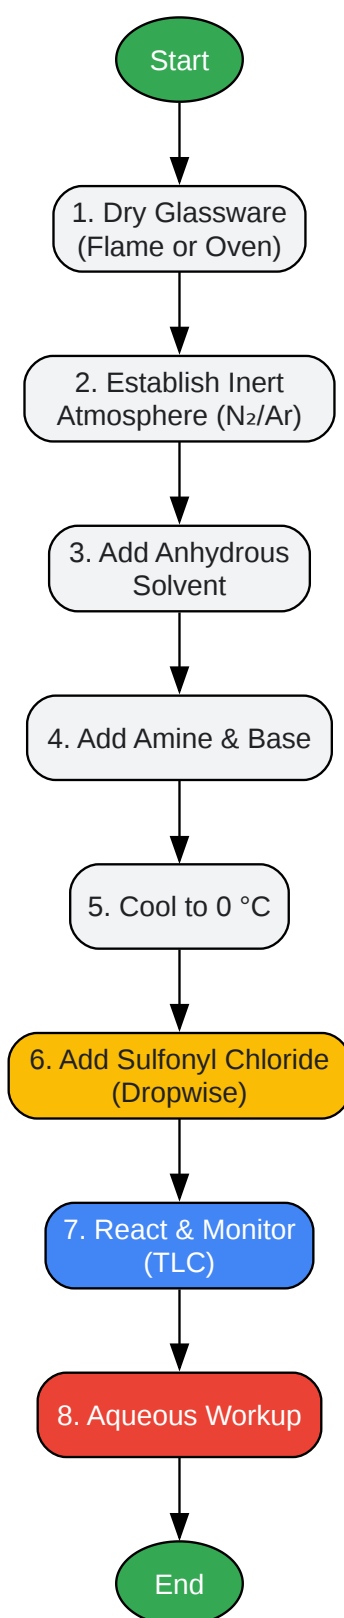 Start
1. Dry Glassware
(Flame or Oven)
2. Establish Inert
Atmosphere (N₂/Ar)
3. Add Anhydrous
Solvent
4. Add Amine & Base
5. Cool to 0 °C
6. Add Sulfonyl Chloride
(Dropwise)
7. React & Monitor
(TLC)
8. Aqueous Workup
End